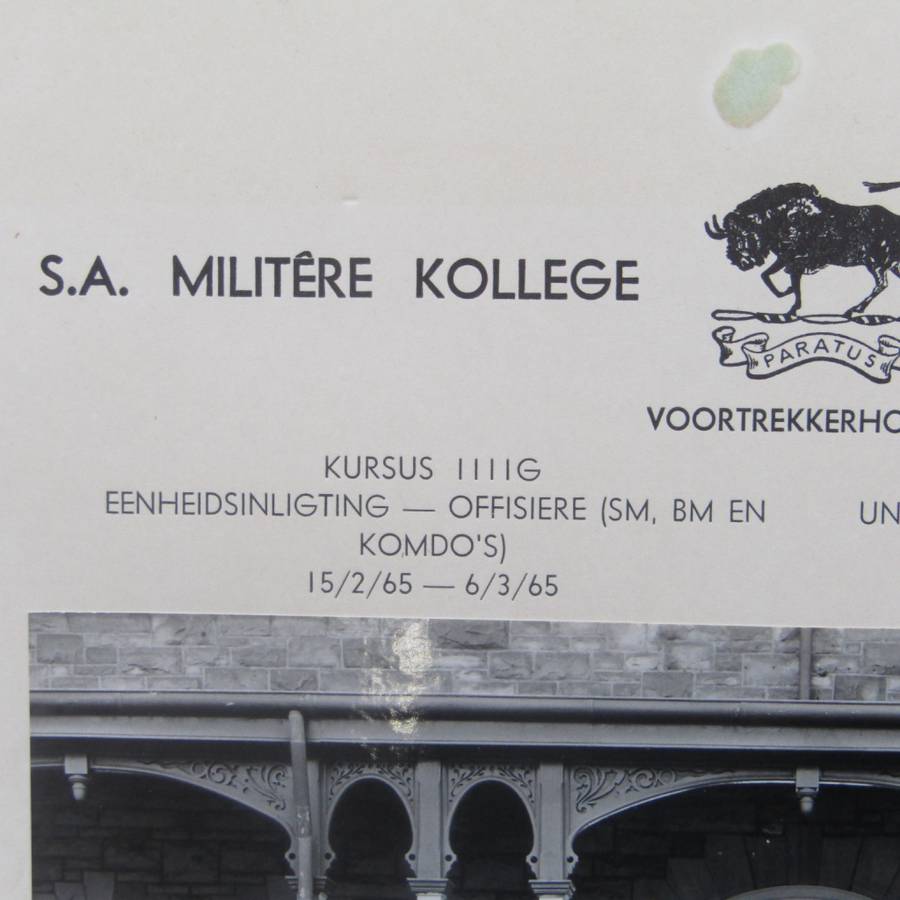 S.A. MILITÊRE KOLLEGE
PARATUS
VOORTREKKERHO
KURSUS 1111G
EENHEIDSINLIGTING — OFFISIERE (SM, BM EN
KOMDO'S)
15/2/65 — 6/3/65
UN